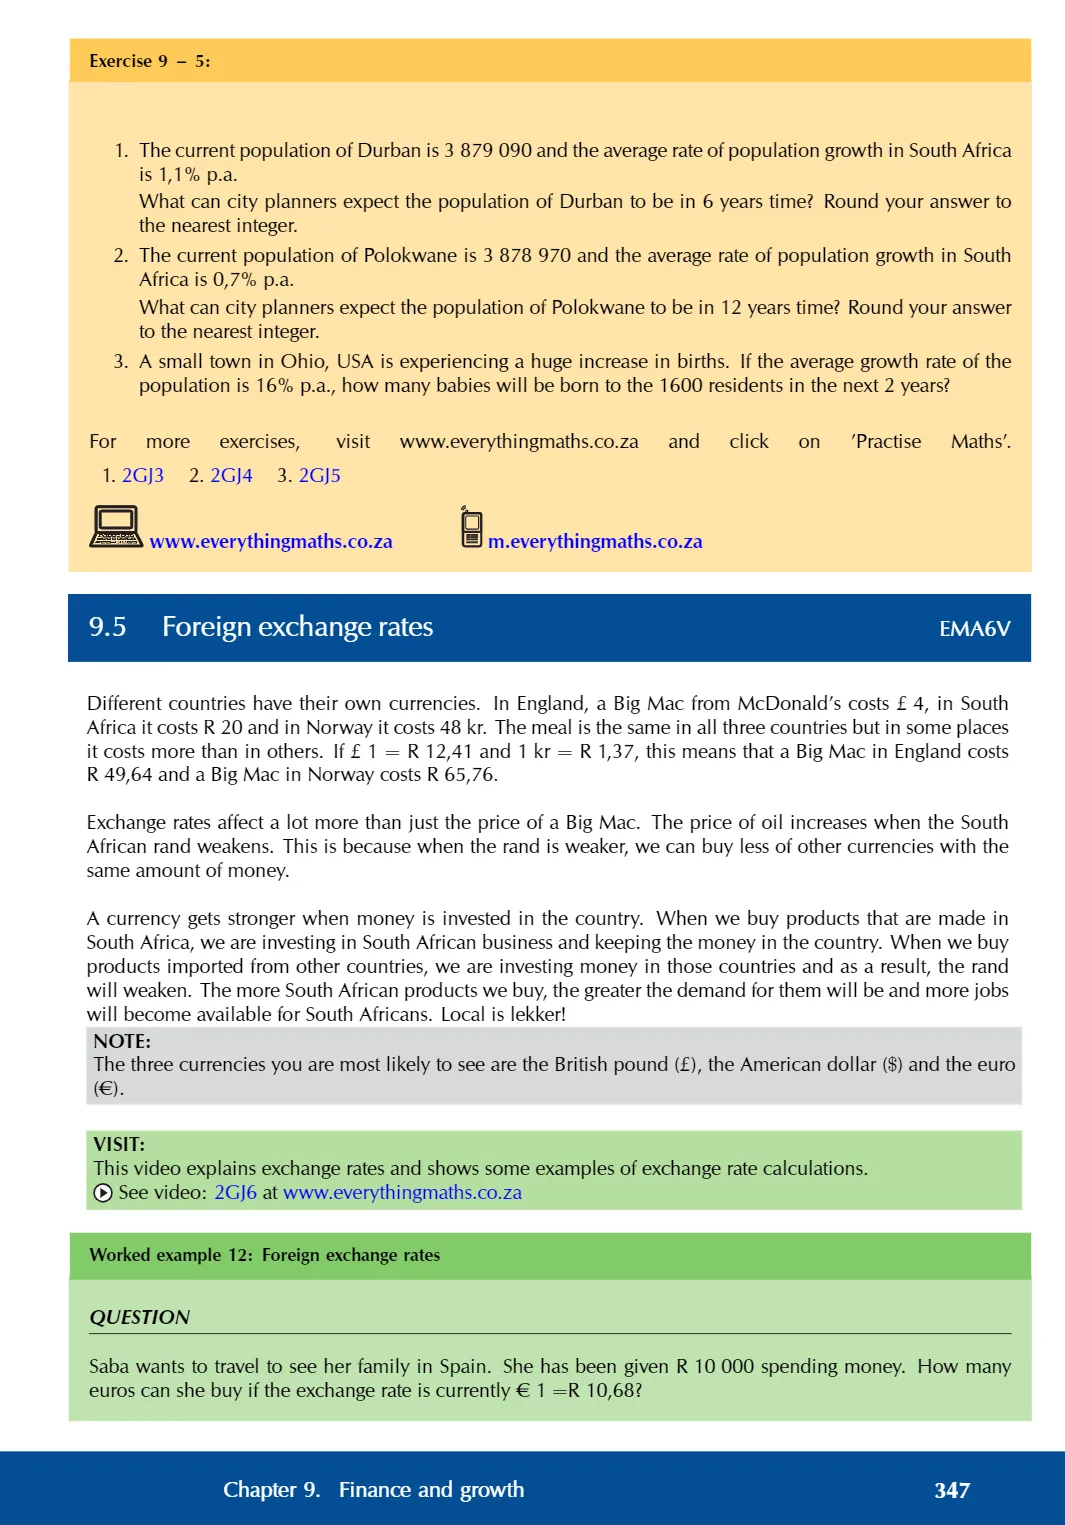 Exercise 9 – 5:
1. The current population of Durban is 3 879 090 and the average rate of population growth in South Africa
is 1,1% p.a.
What can city planners expect the population of Durban to be in 6 years time? Round your answer to
the nearest integer.
2. The current population of Polokwane is 3 878 970 and the average rate of population growth in South
Africa is 0,7% p.a.
What can city planners expect the population of Polokwane to be in 12 years time? Round your answer
to the nearest integer.
3. A small town in Ohio, USA is experiencing a huge increase in births. If the average growth rate of the
population is 16% p.a., how many babies will be born to the 1600 residents in the next 2 years?
For more exercises, visit www.everythingmaths.co.za and click on ’Practise Maths’.
1. 2GJ3 2. 2GJ4 3. 2GJ5
www.everythingmaths.co.za m.everythingmaths.co.za
9.5 Foreign exchange rates EMA6V
Different countries have their own currencies. In England, a Big Mac from McDonald’s costs £ 4, in South
Africa it costs R 20 and in Norway it costs 48 kr. The meal is the same in all three countries but in some places
it costs more than in others. If £ 1 = R 12,41 and 1 kr = R 1,37, this means that a Big Mac in England costs
R 49,64 and a Big Mac in Norway costs R 65,76.
Exchange rates affect a lot more than just the price of a Big Mac. The price of oil increases when the South
African rand weakens. This is because when the rand is weaker, we can buy less of other currencies with the
same amount of money.
A currency gets stronger when money is invested in the country. When we buy products that are made in
South Africa, we are investing in South African business and keeping the money in the country. When we buy
products imported from other countries, we are investing money in those countries and as a result, the rand
will weaken. The more South African products we buy, the greater the demand for them will be and more jobs
will become available for South Africans. Local is lekker!
NOTE:
The three currencies you are most likely to see are the British pound (£), the American dollar ($) and the euro
(€).
VISIT:
This video explains exchange rates and shows some examples of exchange rate calculations.
See video: 2GJ6 at www.everythingmaths.co.za
Worked example 12: Foreign exchange rates
QUESTION
Saba wants to travel to see her family in Spain. She has been given R 10 000 spending money. How many
euros can she buy if the exchange rate is currently € 1 =R 10,68?
Chapter 9. Finance and growth 347